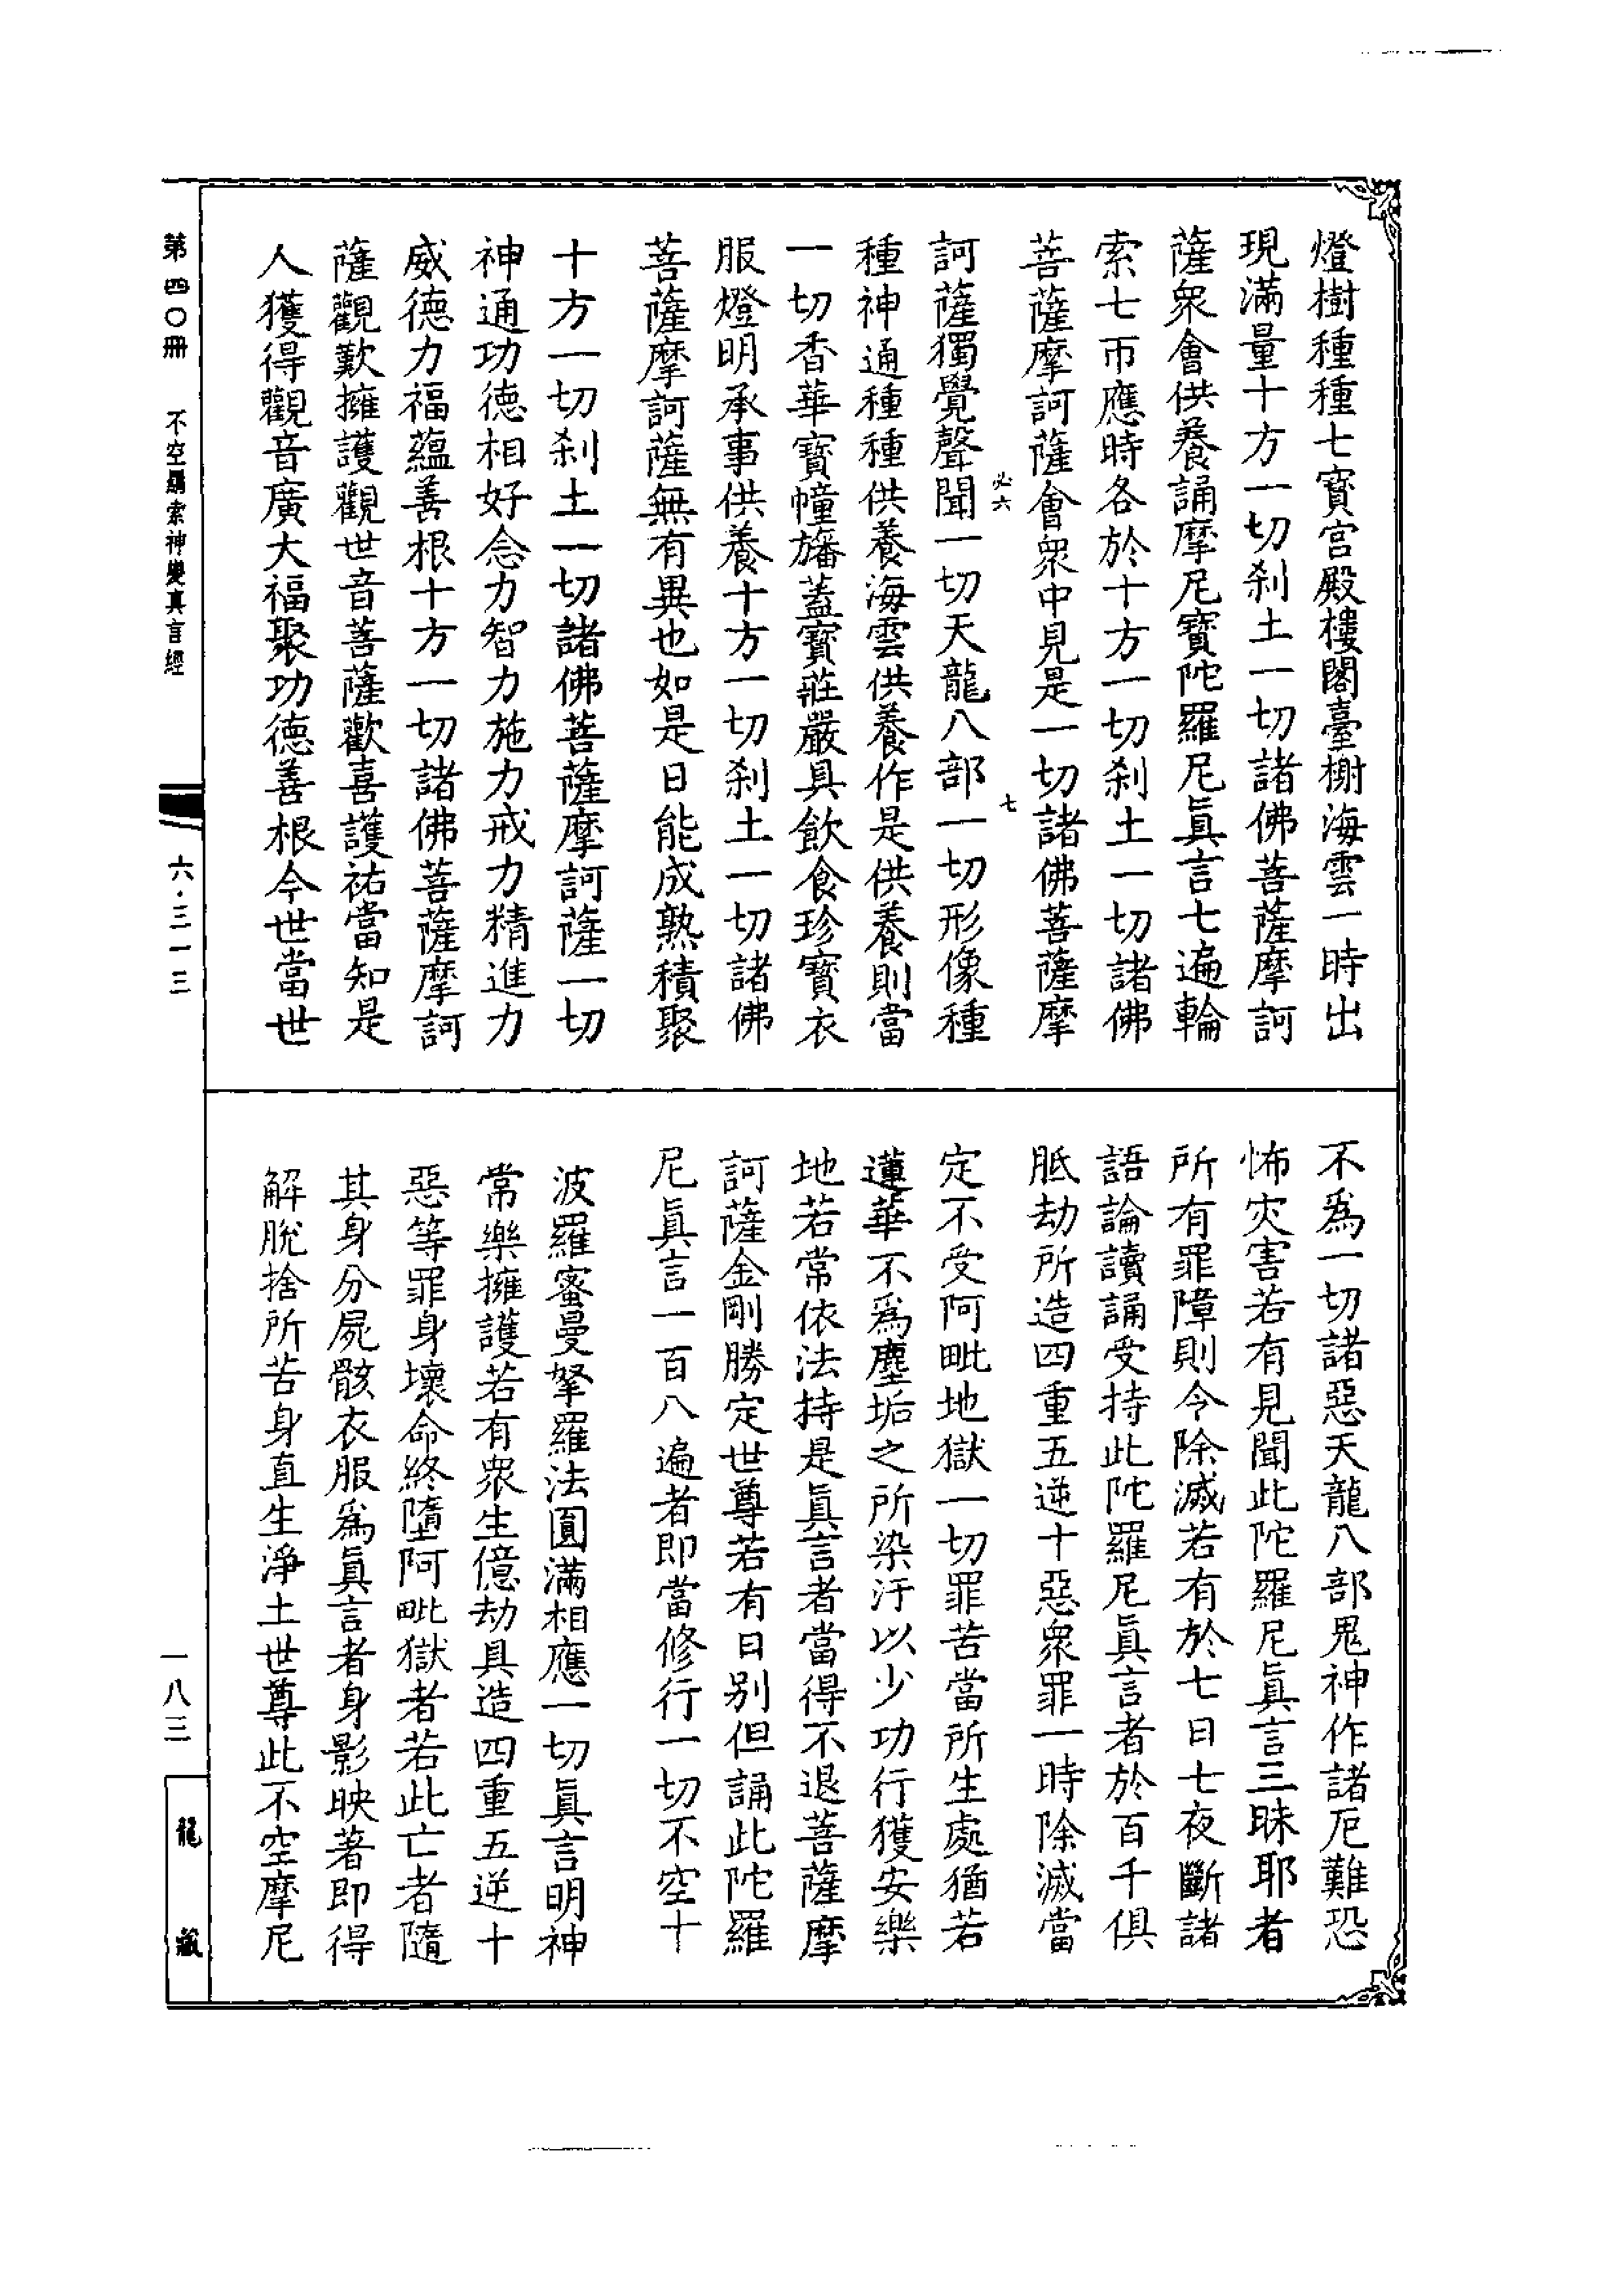 燈樹種種七寶宮殿樓閣臺榭海雲一時出
現滿量十方一切刹土一切諸佛菩薩摩訶
薩衆會供養誦摩尼寶陀羅尼眞言七遍輪
索七帀應時各於十方一切刹土一切諸佛
菩薩摩訶薩會衆中見是一切諸佛菩薩摩
必六 七
訶薩獨覺聲聞一切天龍八部一切形像種
種神通種種供養海雲供養作是供養則當
一切香華寶幢旛蓋寶莊嚴具飲食珍寶衣
服燈明承事供養十方一切刹土一切諸佛
菩薩摩訶薩無有異也如是日能成熟積聚
十方一切刹土一切諸佛菩薩摩訶薩一切
神通功德相好念力智力施力戒力精進力
威德力福蘊善根十方一切諸佛菩薩摩訶
薩觀歎擁護觀世音菩薩歡喜護祐當知是
人獲得觀音廣大福聚功德善根今世當世
不爲一切諸惡天龍八部鬼神作諸厄難恐
怖灾害若有見聞此陀羅尼眞言三昧耶者
所有罪障則令除滅若有於七日七夜斷諸
語論讀誦受持此陀羅尼眞言者於百千俱
胝劫所造四重五逆十惡衆罪一時除滅當
定不受阿毗地獄一切罪苦當所生處猶若
蓮華不爲塵垢之所染汙以少功行獲安樂
地若常依法持是眞言者當得不退菩薩摩
訶薩金剛勝定世尊若有日別但誦此陀羅
尼眞言一百八遍者即當修行一切不空十
波羅蜜曼拏羅法圓滿相應一切眞言明神
常樂擁護若有衆生億劫具造四重五逆十
惡等罪身壞命終墮阿毗獄者若此亡者隨
其身分屍骸衣服爲眞言者身影映著即得
解脫捨所苦身直生淨土世尊此不空摩尼
第四〇冊 不空羂索神變真言經
六・三一三
一八三
龍藏